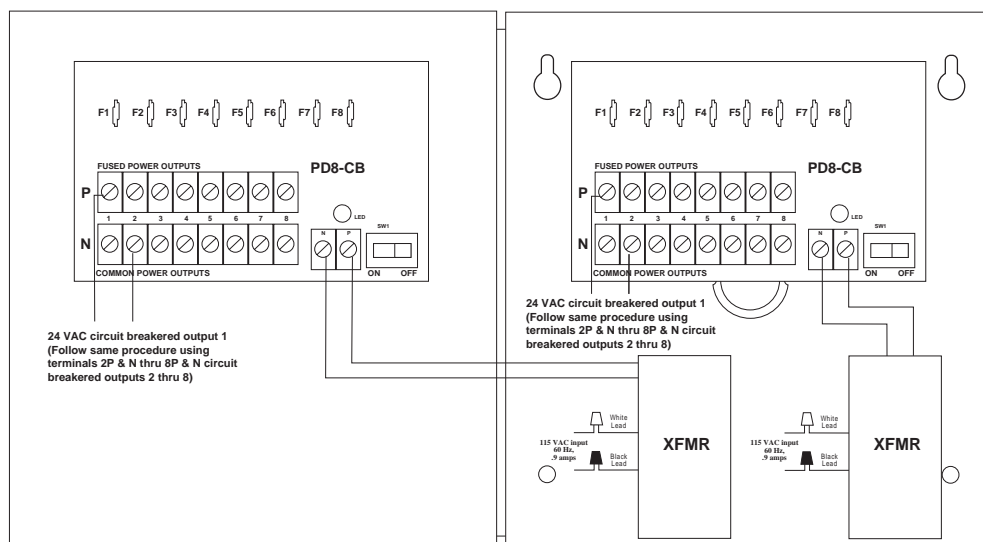 F1 F2 F3 F4 F5 F6 F7 F8
FUSED POWER OUTPUTS
PD8-CB
P
LED
1 2 3 4 5 6 7 8
SW1
N
N P
COMMON POWER OUTPUTS
ON OFF
24 VAC circuit breakered output 1
(Follow same procedure using
terminals 2P & N thru 8P & N circuit
breakered outputs 2 thru 8)
F1 F2 F3 F4 F5 F6 F7 F8
FUSED POWER OUTPUTS
PD8-CB
P
LED
1 2 3 4 5 6 7 8
SW1
N
N P
COMMON POWER OUTPUTS
ON OFF
24 VAC circuit breakered output 1
(Follow same procedure using
terminals 2P & N thru 8P & N circuit
breakered outputs 2 thru 8)
White
Lead
115 VAC input
60 Hz,
.9 amps
Black
Lead
XFMR
White
Lead
115 VAC input
60 Hz,
.9 amps
Black
Lead
XFMR